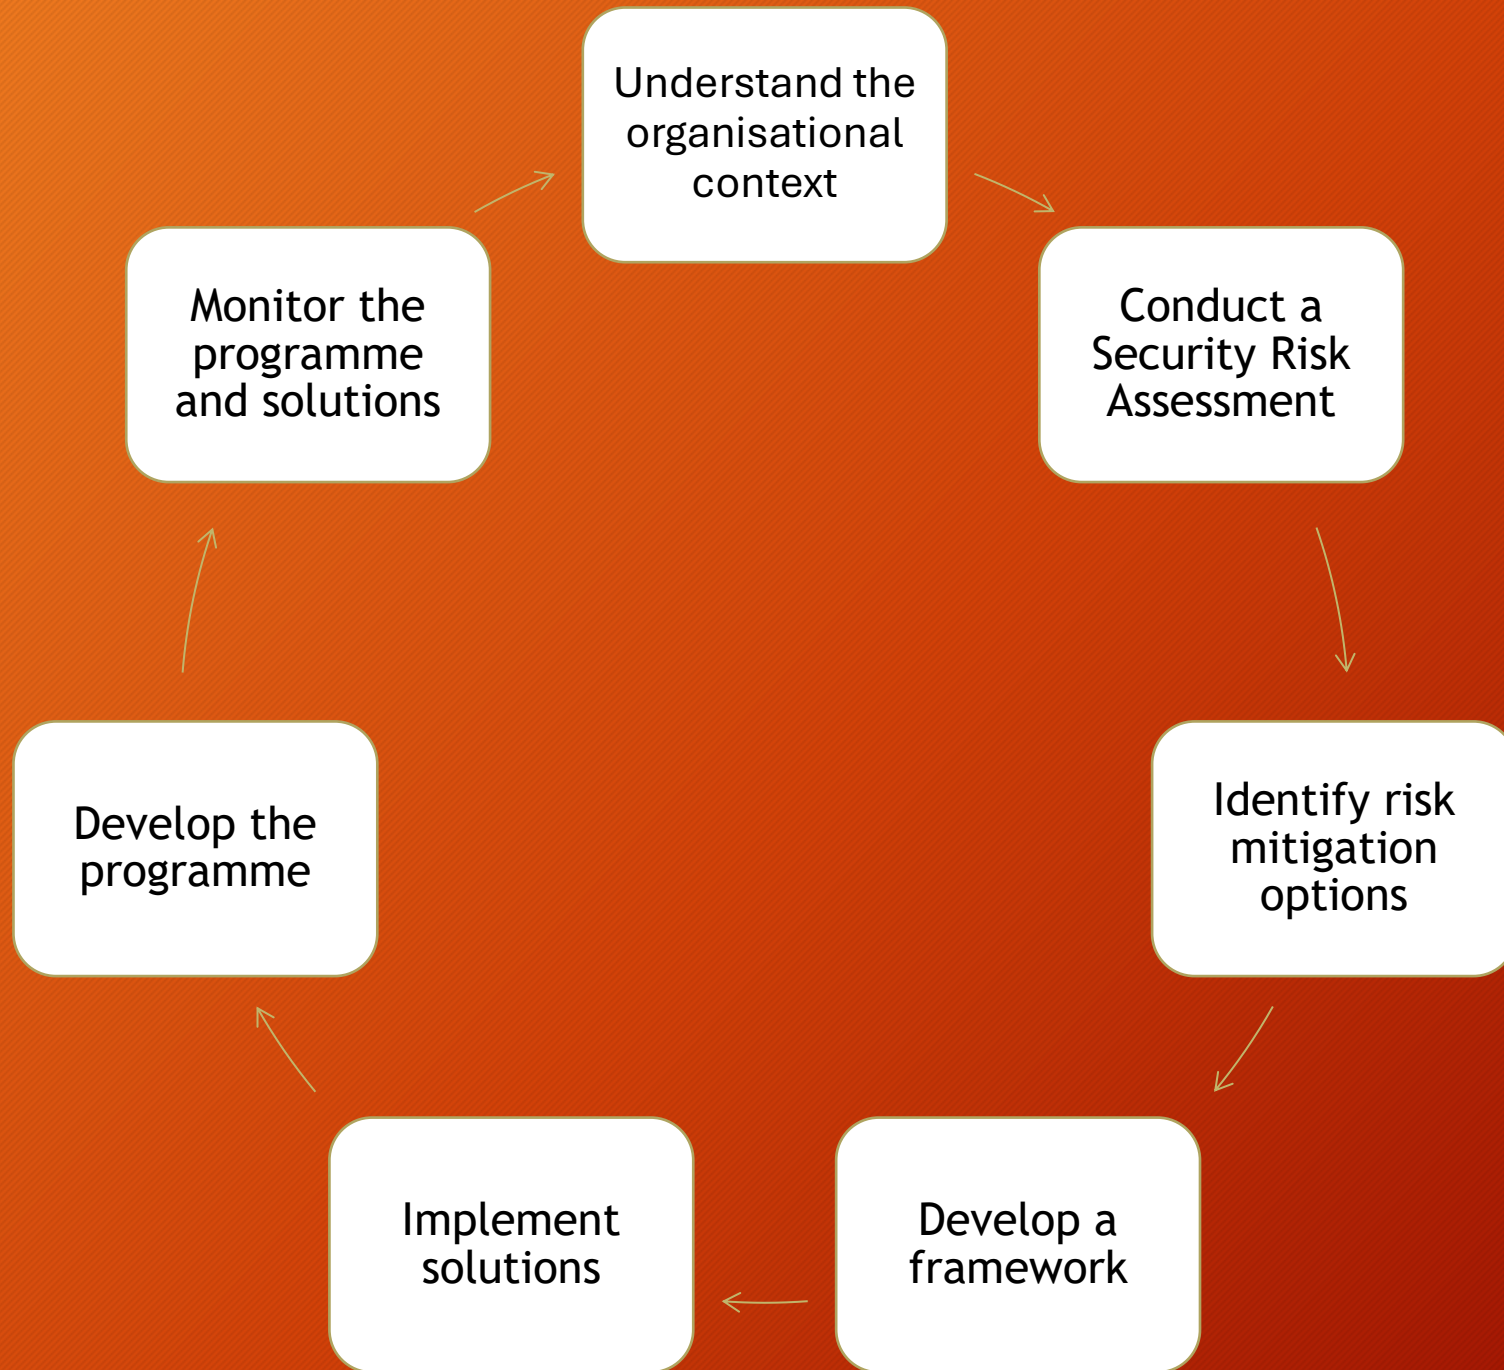 Understand the
organisational
context
Conduct a
Security Risk
Assessment
Identify risk
mitigation
options
Develop a
framework
Implement
solutions
Develop the
programme
Monitor the
programme
and solutions